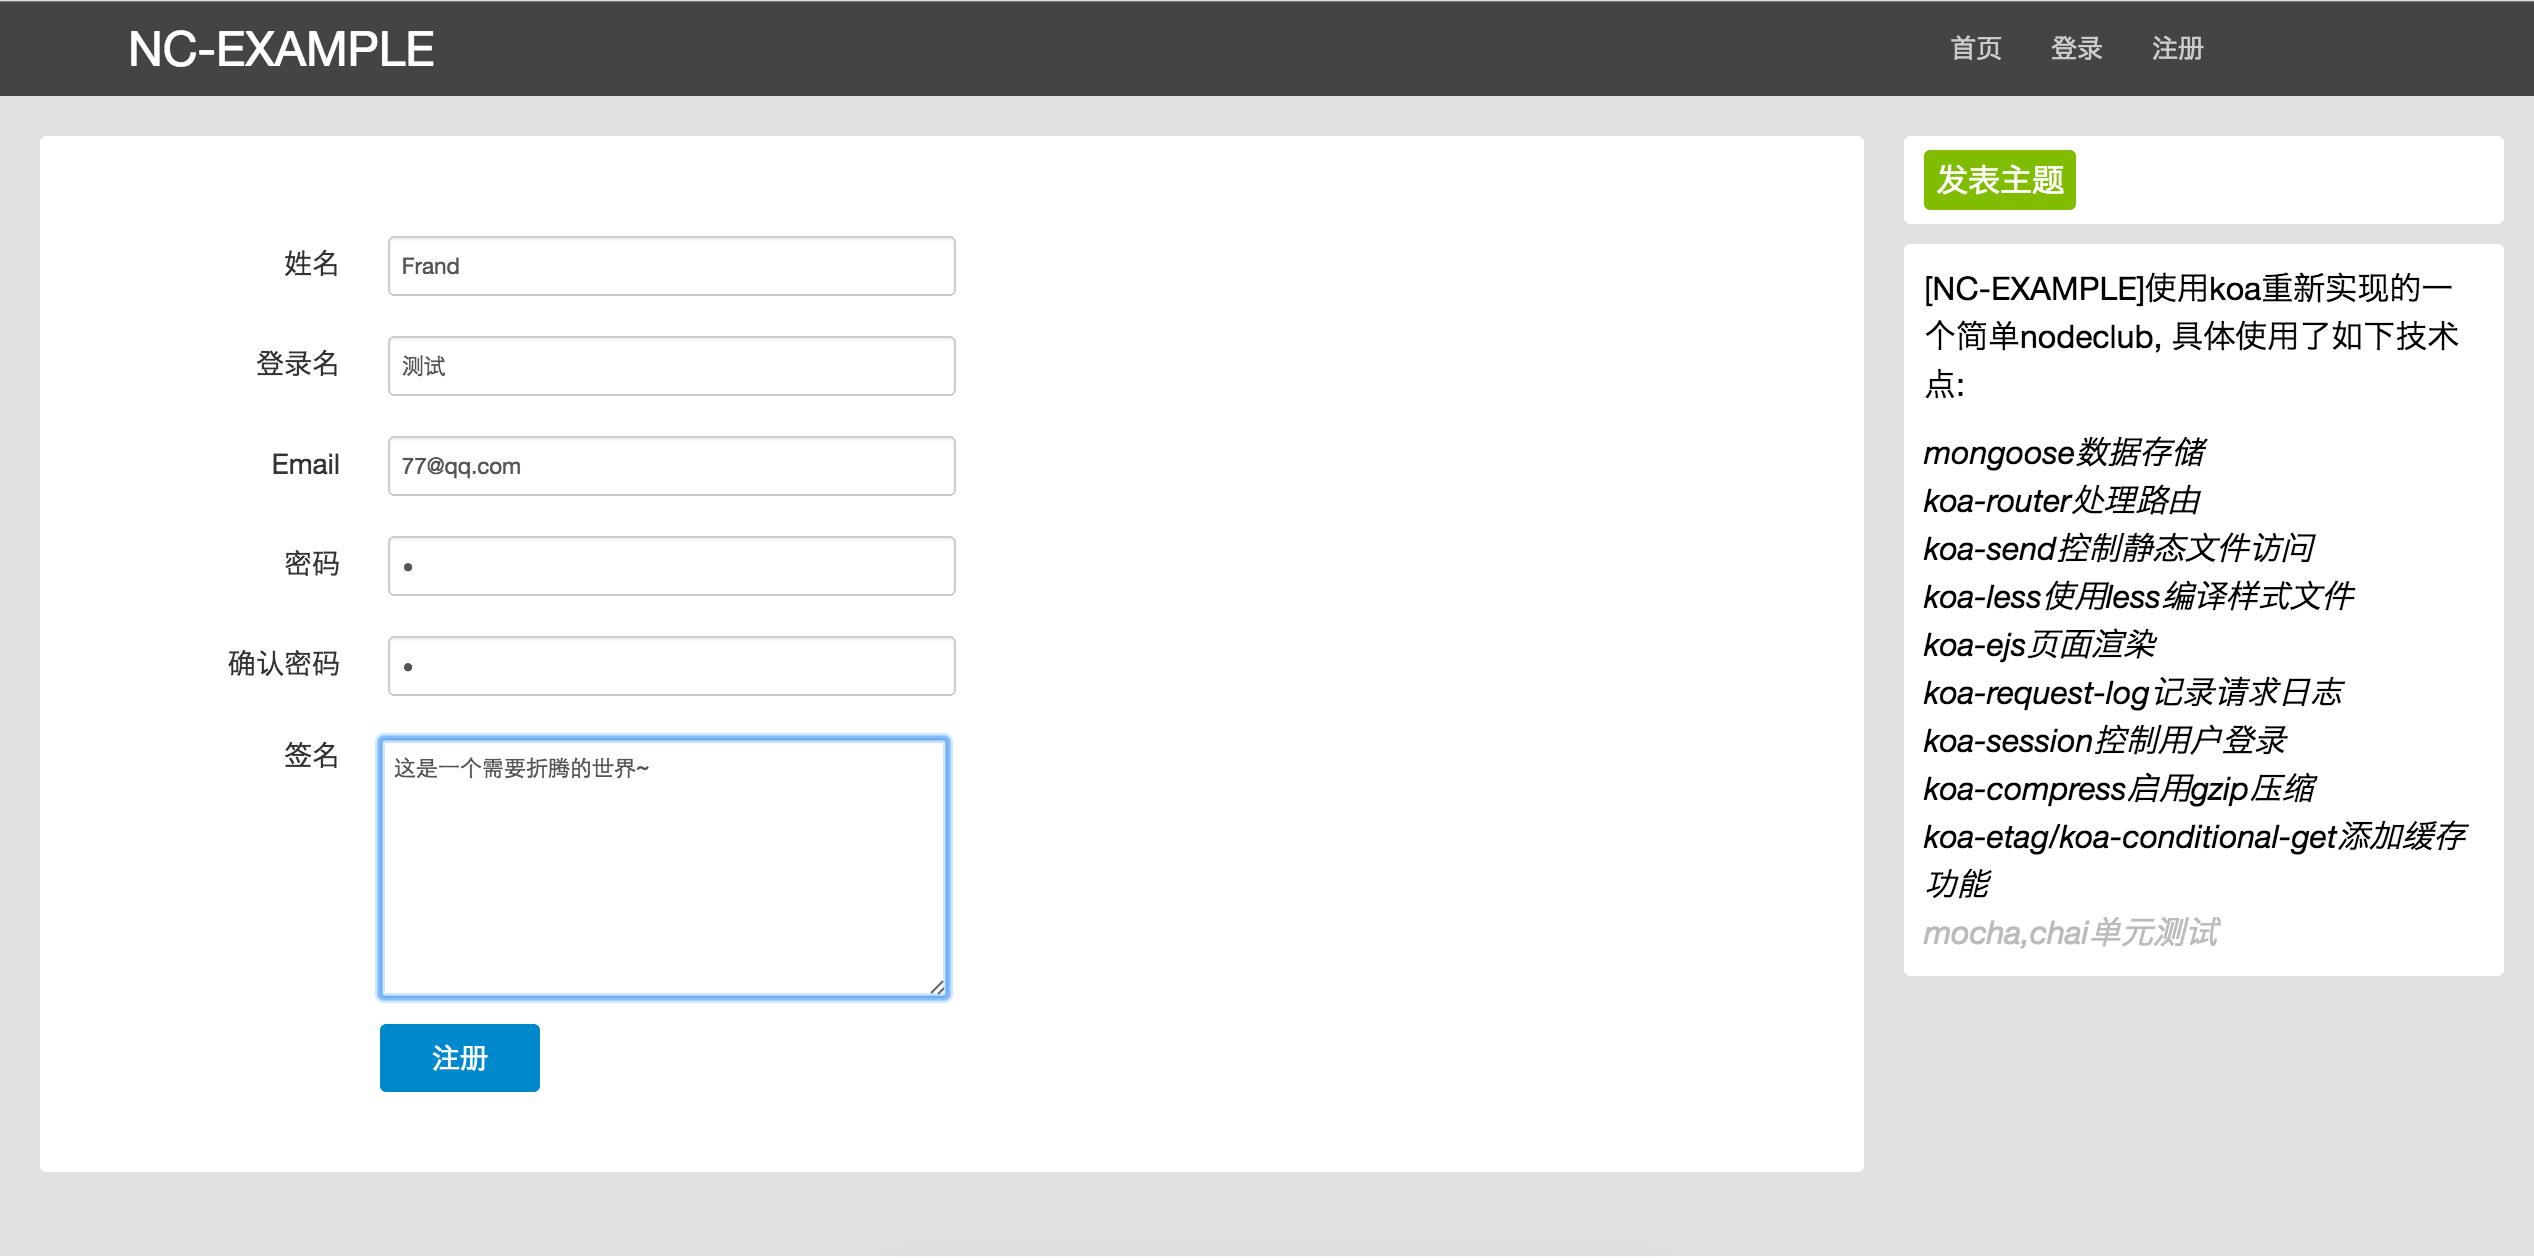 NC-EXAMPLE
首页
登录
注册
姓名
Frand
登录名
测试
Email
77@qq.com
密码
确认密码
签名
这是一个需要折腾的世界~
注册
发表主题
[NC-EXAMPLE]使用koa重新实现的一
个简单nodeclub, 具体使用了如下技术
点:
mongoose数据存储
koa-router处理路由
koa-send控制静态文件访问
koa-less使用less编译样式文件
koa-ejs页面渲染
koa-request-log记录请求日志
koa-session控制用户登录
koa-compress启用gzip压缩
koa-etag/koa-conditional-get添加缓存
功能
mocha,chai单元测试